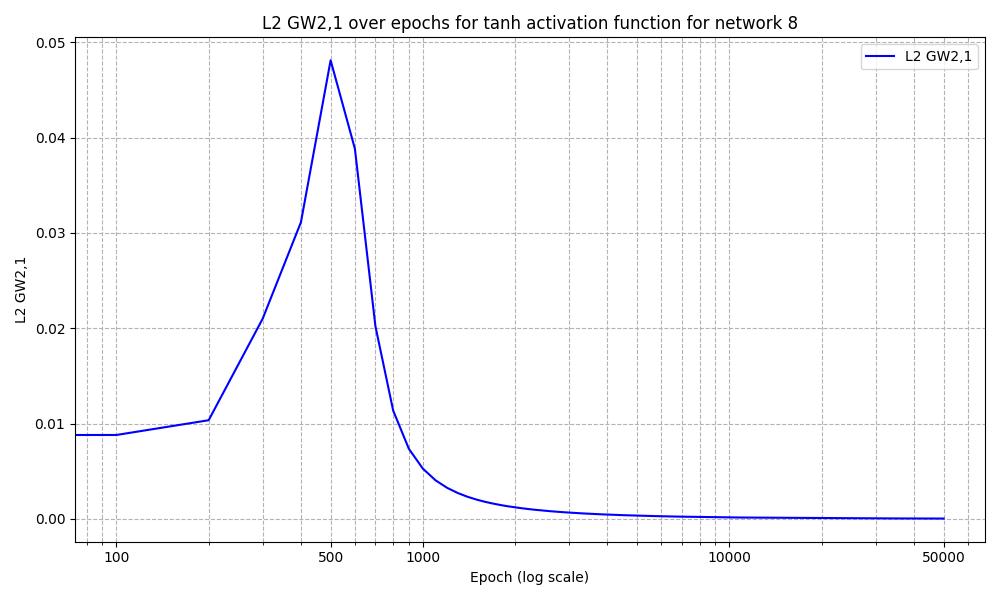 L2 GW2,1 over epochs for tanh activation function for network 8
L2 GW2,1
0.05
0.04
0.03
0.02
0.01
0.00
L2 GW2,1
100
500
1000
10000
50000
Epoch (log scale)